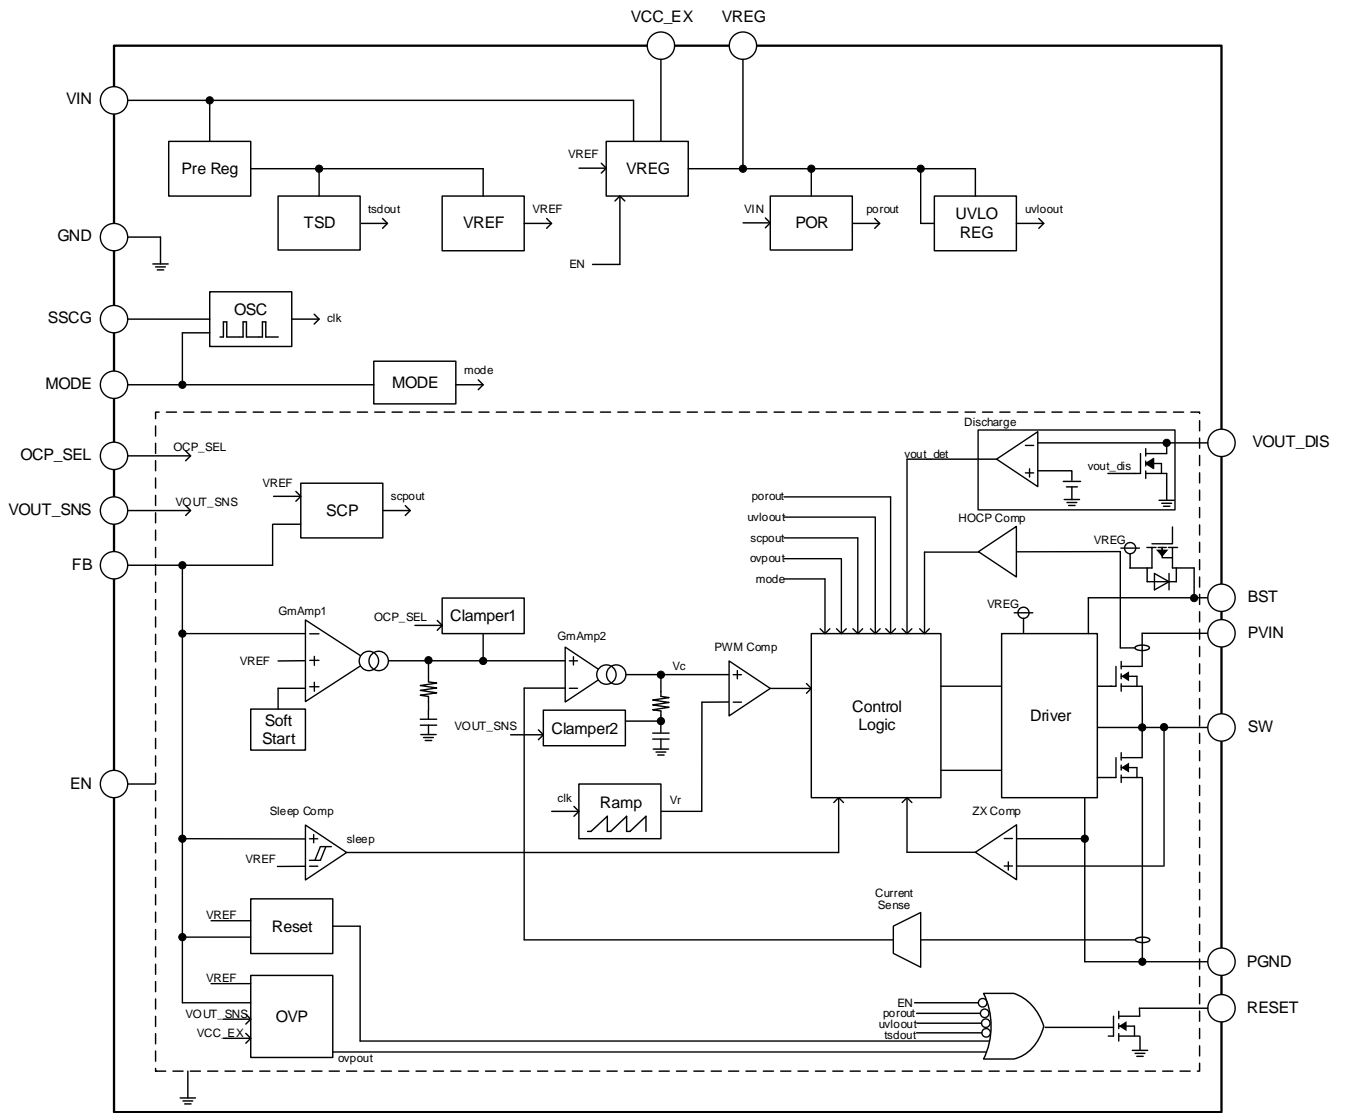 VCC_EX VREG
VIN
Pre Reg
VREF
VREG
TSD
tsdout
VREF
VREF
VIN
POR
porout
UVLO
REG
uvloout
GND
EN
SSCG
OSC
clk
MODE
MODE
mode
Discharge
OCP_SEL
OCP_SEL
vout_det
vout_dis
VOUT_DIS
VOUT_SNS
VOUT_SNS
VREF
SCP
scpout
porout
uvloout
scpout
ovpout
mode
HOCP Comp
VREG
FB
BST
GmAmp1
OCP_SEL
Clamper1
VREG
GmAmp2
PVIN
VREF
Vc
PWM Comp
Soft
Start
VOUT_SNS
Clamper2
Control
Logic
Driver
SW
EN
clk
Ramp
Vr
Sleep Comp
sleep
VREF
ZX Comp
Current
Sense
VREF
Reset
PGND
VREF
OVP
VOUT_SNS
VCC_EX
ovpout
EN
porout
uvloout
tsdout
RESET